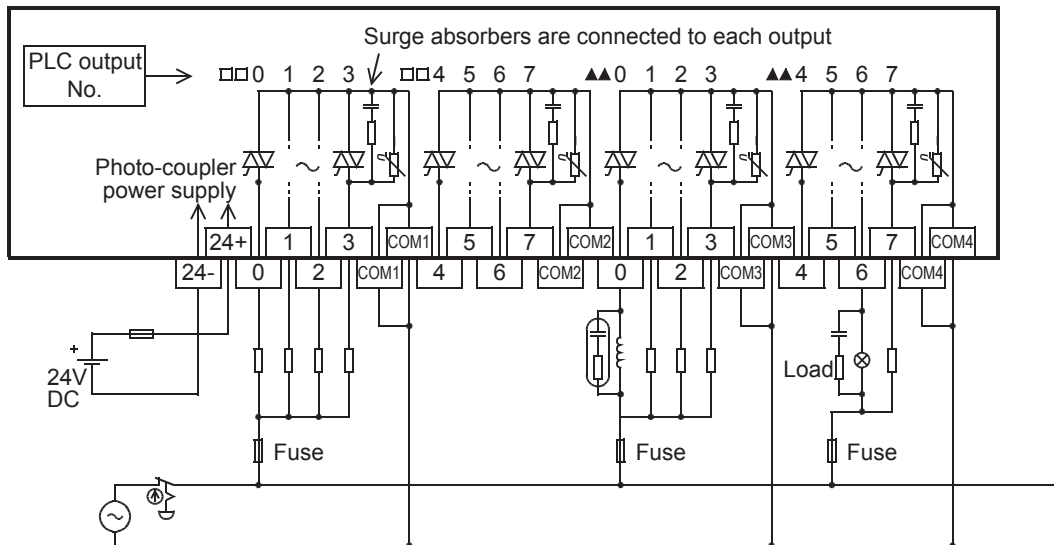 Surge absorbers are connected to each output
PLC output
No.
□□0 1 2 3 □□4 5 6 7 ▲▲0 1 2 3 ▲▲4 5 6 7
Photo-coupler
power supply
24+ 1 3 COM1 5 7 COM2 1 3 COM3 5 7 COM4
24- 0 2 COM1 4 6 COM2 0 2 COM3 4 6 COM4
+
24V
DC
Load
Fuse Fuse Fuse